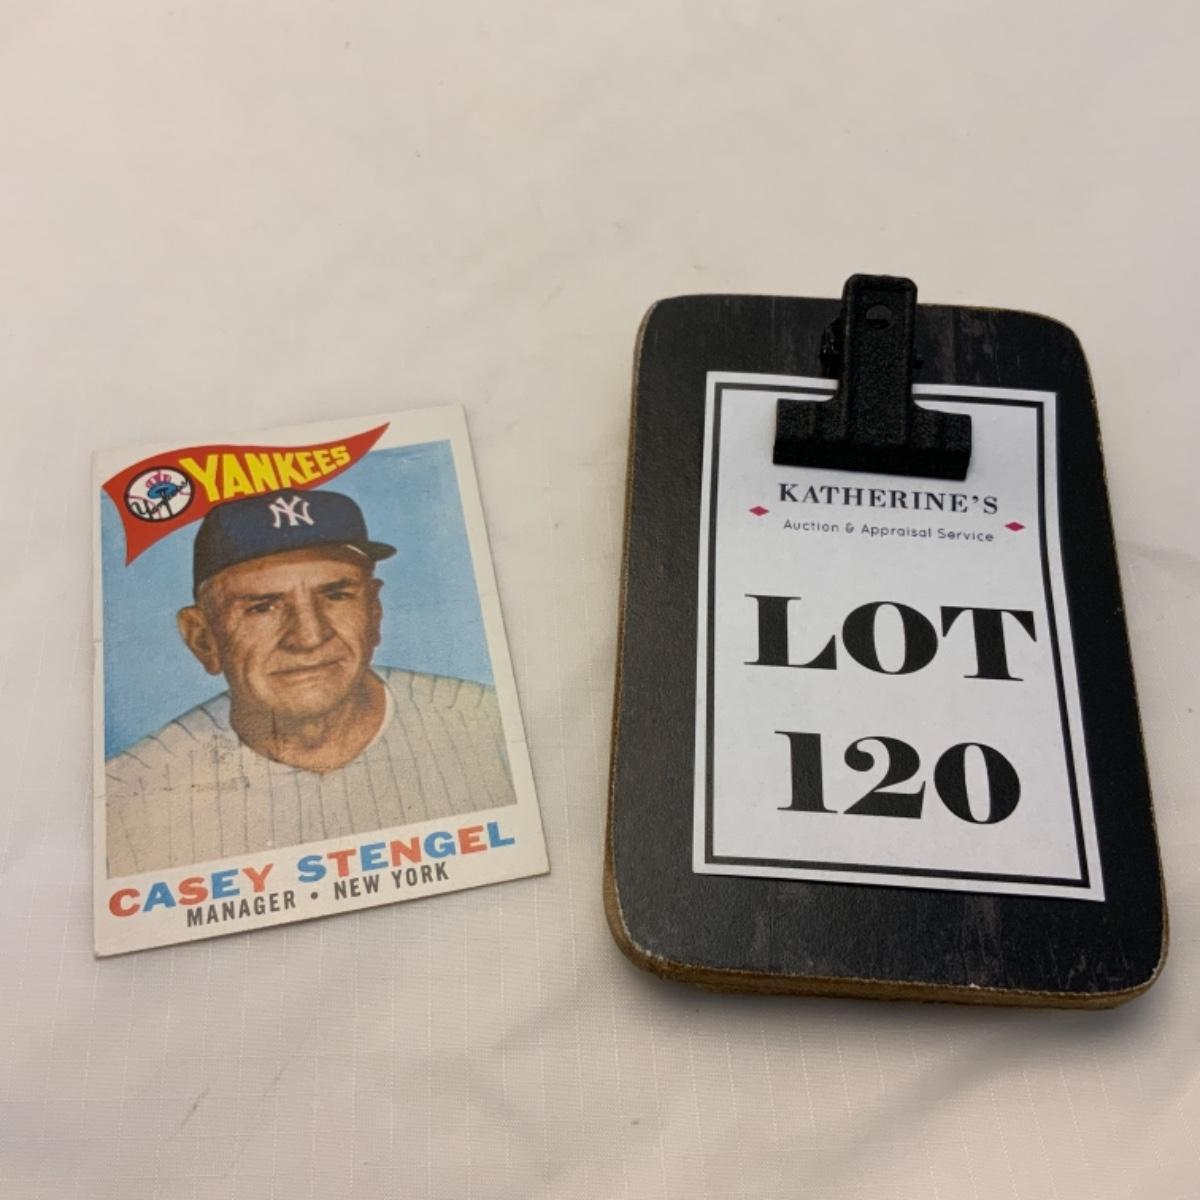 YANKEES
NY
CASEY STENGEL
MANAGER • NEW YORK
KATHERINE'S
Auction & Appraisal Service
LOT
120